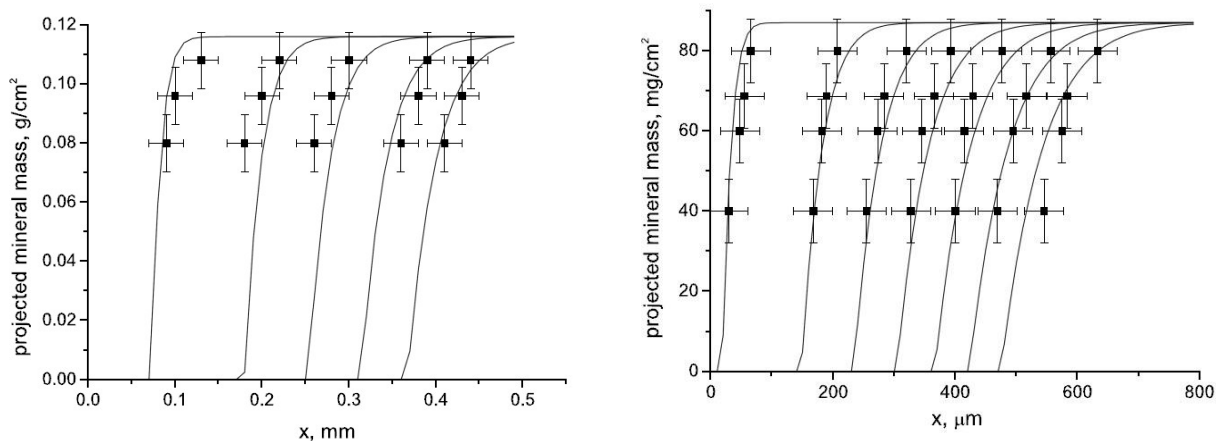 projected mineral mass, g/cm²
0.12
0.10
0.08
0.06
0.04
0.02
0.00
0.0 0.1 0.2 0.3 0.4 0.5
x, mm
projected mineral mass, mg/cm²
80
60
40
20
0
0 200 400 600 800
x, μm